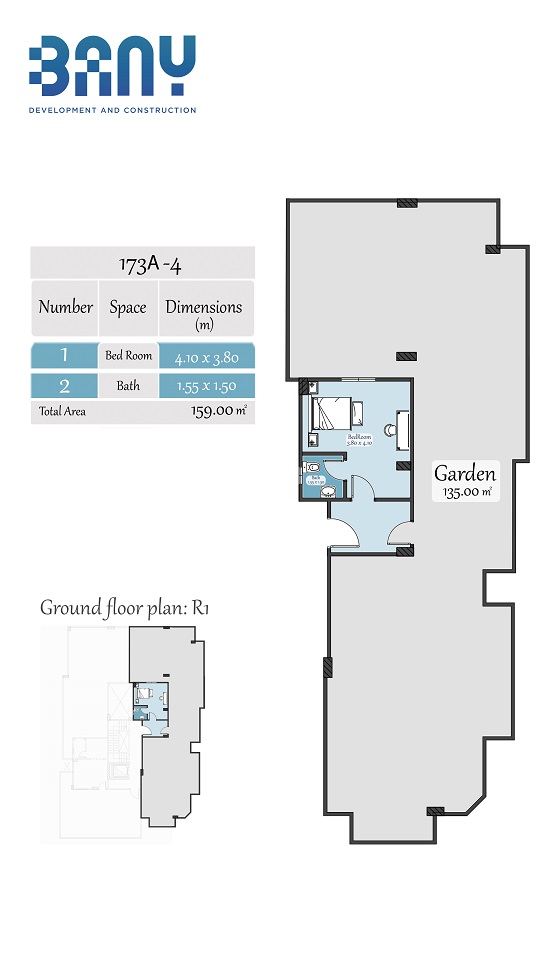 BANY
DEVELOPMENT AND CONSTRUCTION
173A -4
Number Space Dimensions (m)
1 Bed Room 4.10 x 3.80
2 Bath 1.55 x 1.50
Total Area 159.00 m²
BedRoom
3.80 x 4.10
Bath
1.55 x 1.50
Garden
135.00 m²
Ground floor plan: R1